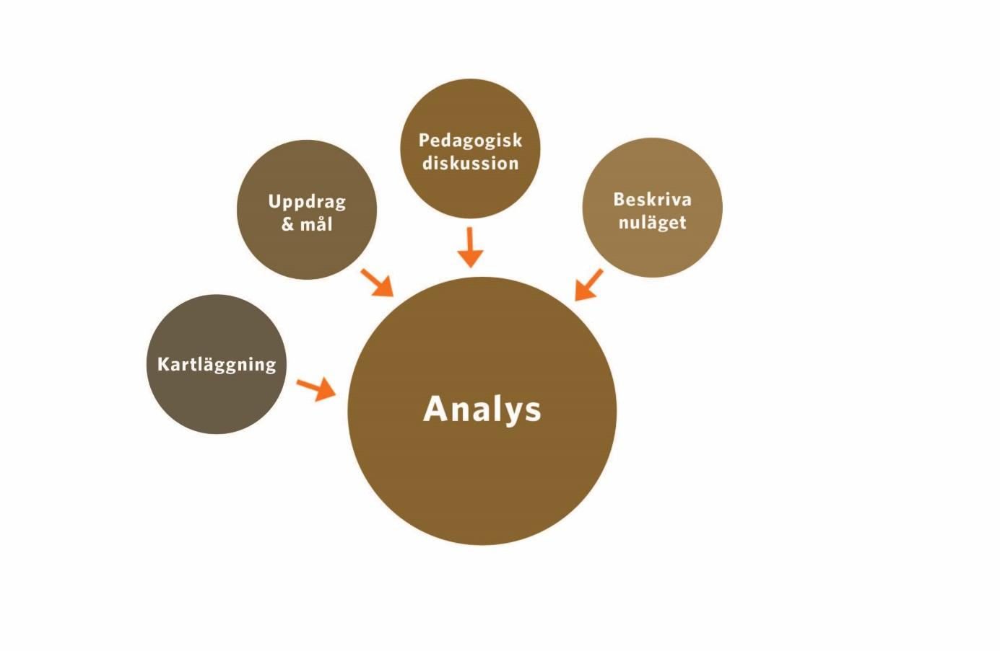 Pedagogisk
diskussion
Uppdrag
& mål
Beskriva
nuläget
Kartläggning
Analys